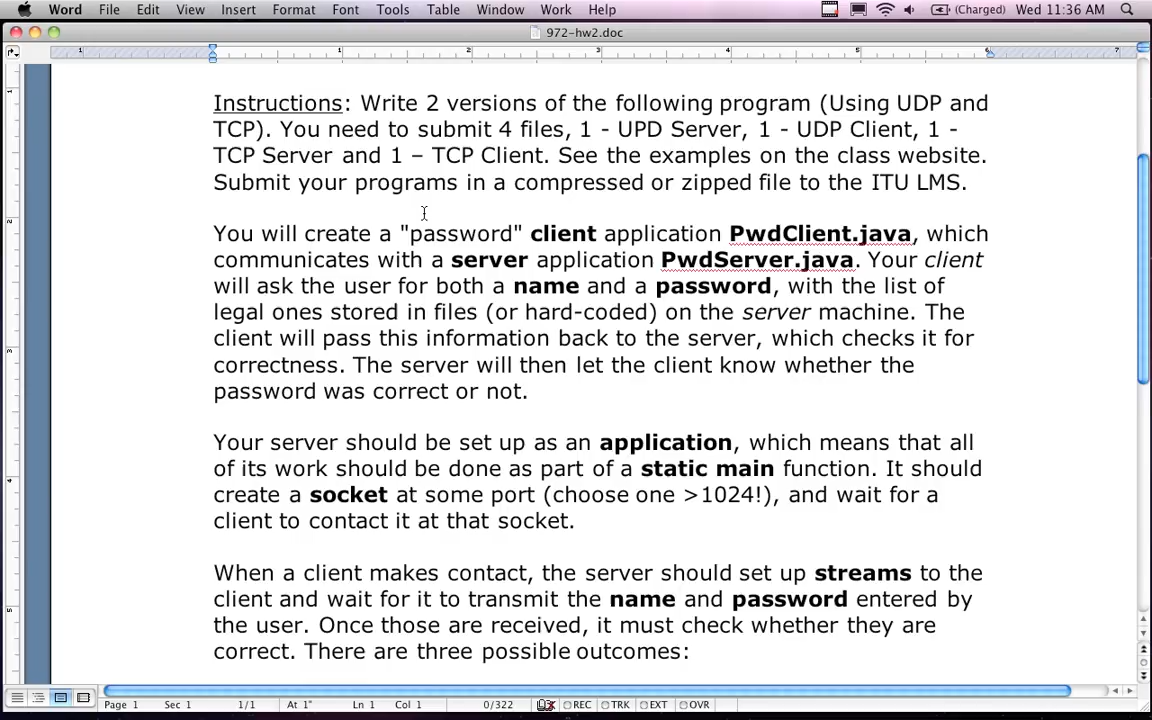 Word File Edit View Insert Format Font Tools Table Window Work Help (Charged) Wed 11:36 AM
972-hw2.doc
1 1 2 3 4 5 6 7
Instructions: Write 2 versions of the following program (Using UDP and
TCP). You need to submit 4 files, 1 - UPD Server, 1 - UDP Client, 1 -
TCP Server and 1 – TCP Client. See the examples on the class website.
Submit your programs in a compressed or zipped file to the ITU LMS.
You will create a "password" client application PwdClient.java, which
communicates with a server application PwdServer.java. Your client
will ask the user for both a name and a password, with the list of
legal ones stored in files (or hard-coded) on the server machine. The
client will pass this information back to the server, which checks it for
correctness. The server will then let the client know whether the
password was correct or not.
Your server should be set up as an application, which means that all
of its work should be done as part of a static main function. It should
create a socket at some port (choose one >1024!), and wait for a
client to contact it at that socket.
When a client makes contact, the server should set up streams to the
client and wait for it to transmit the name and password entered by
the user. Once those are received, it must check whether they are
correct. There are three possible outcomes:
Page 1 Sec 1 1/1 At 1" Ln 1 Col 1 0/322 REC TRK EXT OVR